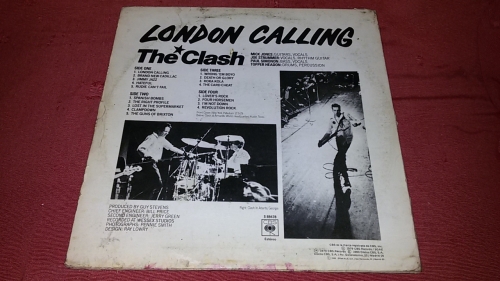 LONDON CALLING
The Clash
MICK JONES GUITARS, VOCALS
JOE STRUMMER VOCALS, RHYTHM GUITAR
PAUL SIMONON BASS, VOCALS
TOPPER HEADON DRUMS, PERCUSSION
SIDE ONE
1. LONDON CALLING
2. BRAND NEW CADILLAC
3. JIMMY JAZZ
4. HATEFUL
5. RUDIE CAN'T FAIL
SIDE TWO
1. SPANISH BOMBS
2. THE RIGHT PROFILE
3. LOST IN THE SUPERMARKET
4. CLAMPDOWN
5. THE GUNS OF BRIXTON
SIDE THREE
1. WRONG 'EM BOYO
2. DEATH OR GLORY
3. KOKA KOLA
4. THE CARD CHEAT
SIDE FOUR
1. LOVER'S ROCK
2. FOUR HORSEMEN
3. I'M NOT DOWN
4. REVOLUTION ROCK
PRODUCED BY GUY STEVENS
CHIEF ENGINEER BILL PRICE
SECOND ENGINEER: JERRY GREEN
RECORDED AT WESSEX STUDIOS
PHOTOGRAPHS: PENNIE SMITH
DESIGN: RAY LOWRY
CBS